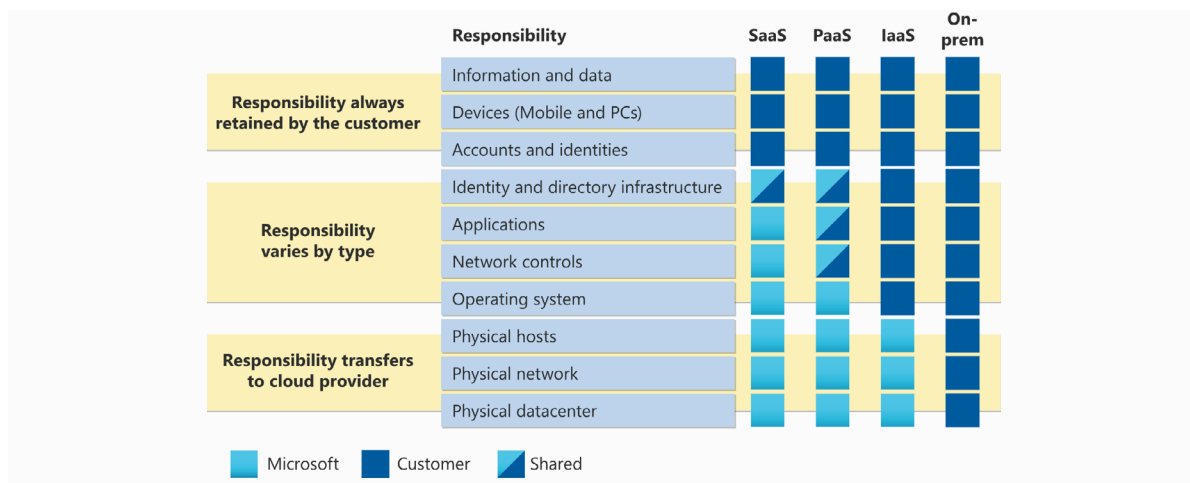 Responsibility
SaaS
PaaS
IaaS
On-
prem
Responsibility always
retained by the customer
Information and data
Devices (Mobile and PCs)
Accounts and identities
Responsibility
varies by type
Identity and directory infrastructure
Applications
Network controls
Operating system
Responsibility transfers
to cloud provider
Physical hosts
Physical network
Physical datacenter
Microsoft
Customer
Shared